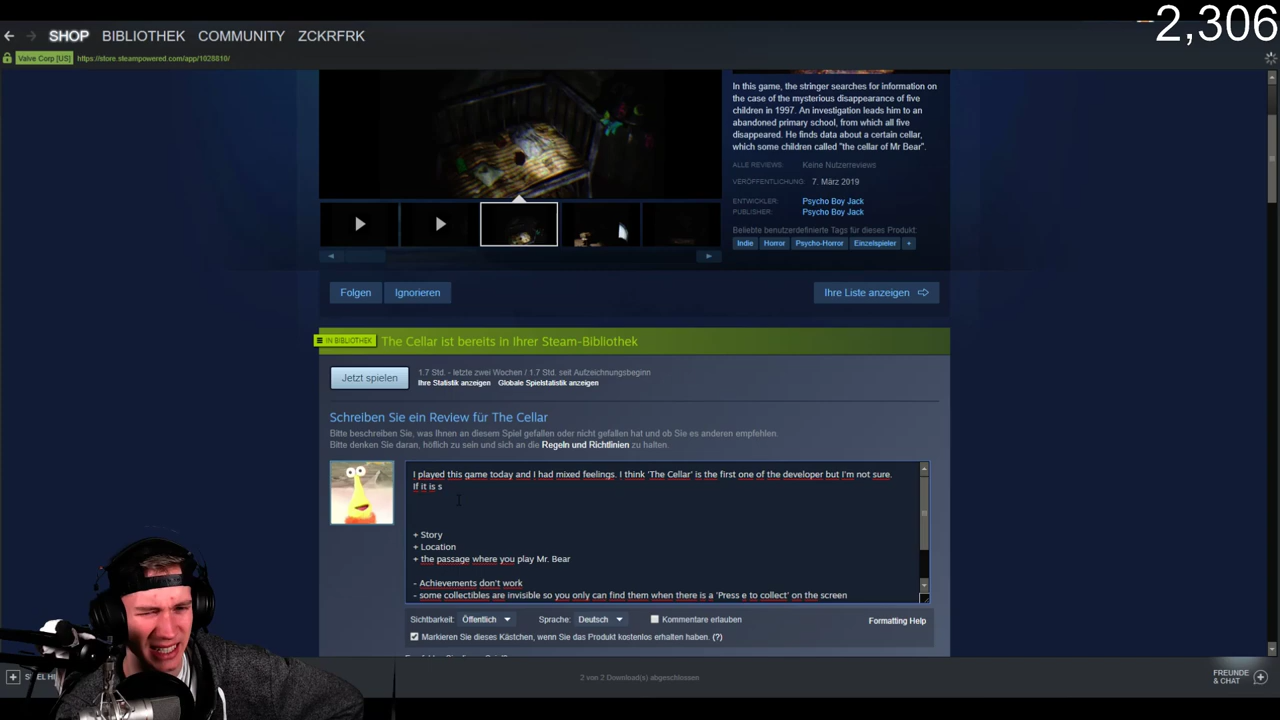 2,306
SHOP BIBLIOTHEK COMMUNITY ZCKRFRK
Valve Corp [US] https://store.steampowered.com/app/1028810/
In this game, the stringer searches for information on
the case of the mysterious disappearance of five
children in 1997. An investigation leads him to an
abandoned primary school, from which all five
disappeared. He finds data about a certain cellar,
which some children called "the cellar of Mr Bear".
ALLE REVIEWS: Keine Nutzerreviews
VERÖFFENTLICHUNG: 7. März 2019
ENTWICKLER: Psycho Boy Jack
PUBLISHER: Psycho Boy Jack
Beliebte benutzerdefinierte Tags für dieses Produkt:
Indie Horror Psycho-Horror Einzelspieler +
Folgen Ignorieren Ihre Liste anzeigen
IN BIBLIOTHEK The Cellar ist bereits in Ihrer Steam-Bibliothek
Jetzt spielen
1.7 Std. - letzte zwei Wochen / 1.7 Std. seit Aufzeichnungsbeginn
Ihre Statistik anzeigen Globale Spielstatistik anzeigen
Schreiben Sie ein Review für The Cellar
Bitte beschreiben Sie, was Ihnen an diesem Spiel gefallen oder nicht gefallen hat und ob Sie es anderen empfehlen.
Bitte denken Sie daran, höflich zu sein und sich an die Regeln und Richtlinien zu halten.
I played this game today and I had mixed feelings. I think 'The Cellar' is the first one of the developer but I'm not sure.
If it is s
+ Story
+ Location
+ the passage where you play Mr. Bear
- Achievements don't work
- some collectibles are invisible so you only can find them when there is a 'Press e to collect' on the screen
Sichtbarkeit: Öffentlich Sprache: Deutsch Kommentare erlauben Formatting Help
Markieren Sie dieses Kästchen, wenn Sie das Produkt kostenlos erhalten haben. (?)
2 von 2 Download(s) abgeschlossen
FREUNDE
& CHAT